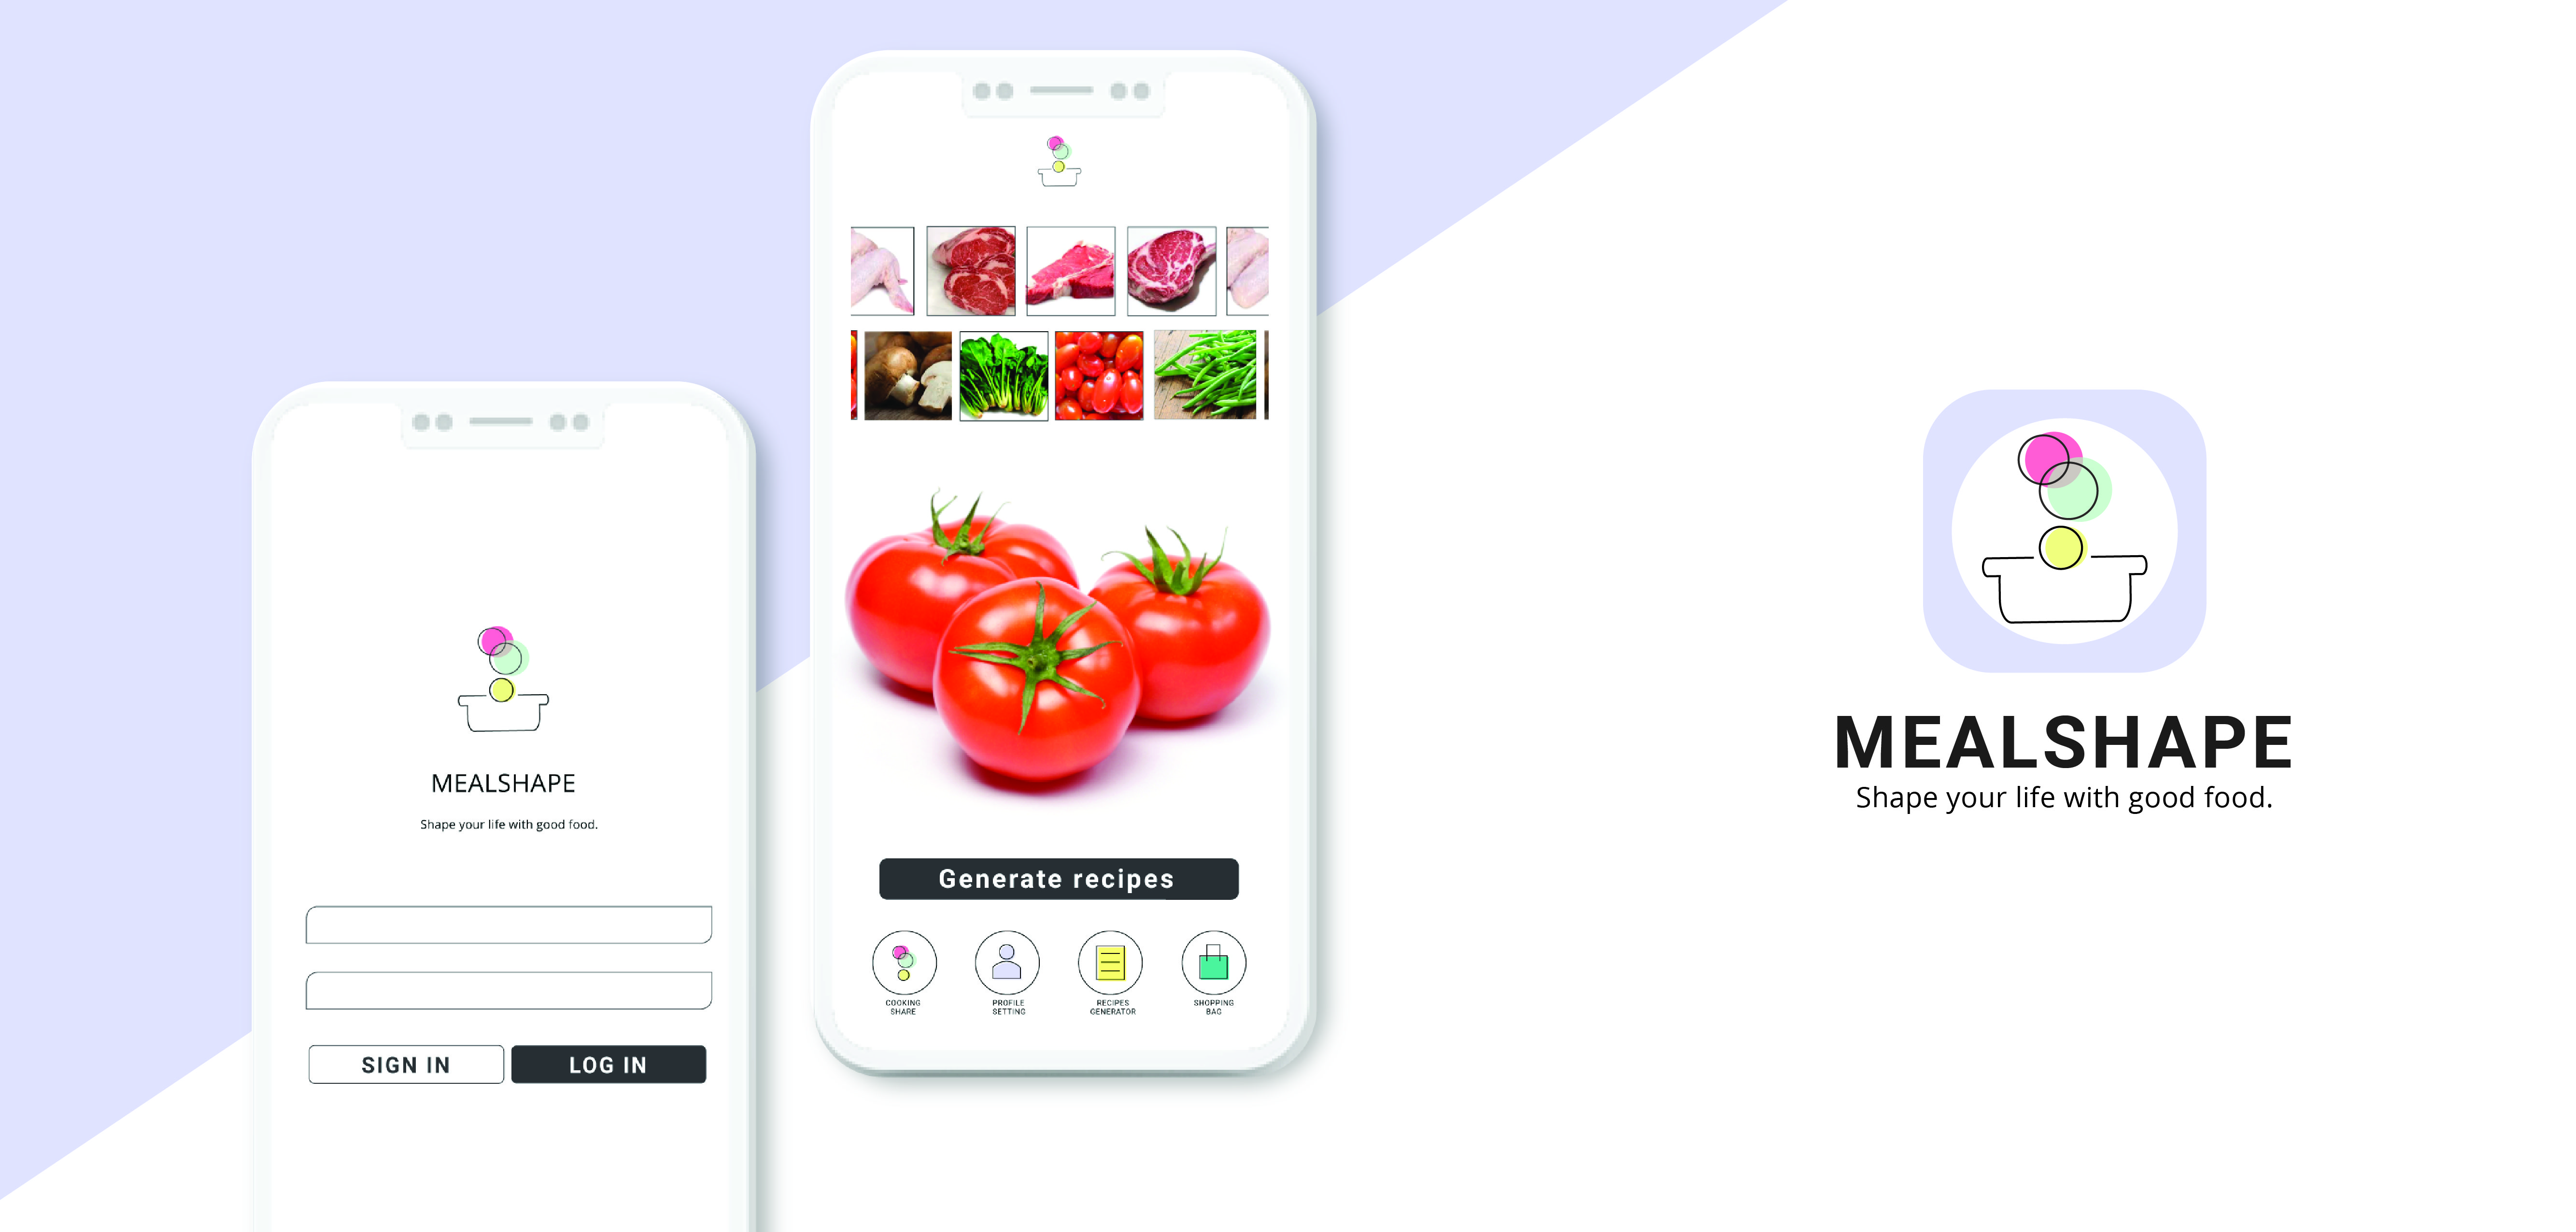 MEALSHAPE
Shape your life with good food.
SIGN IN
LOG IN
Generate recipes
COOKING
SHARE
PROFILE
SETTING
RECIPES
GENERATOR
SHOPPING
BAG
MEALSHAPE
Shape your life with good food.